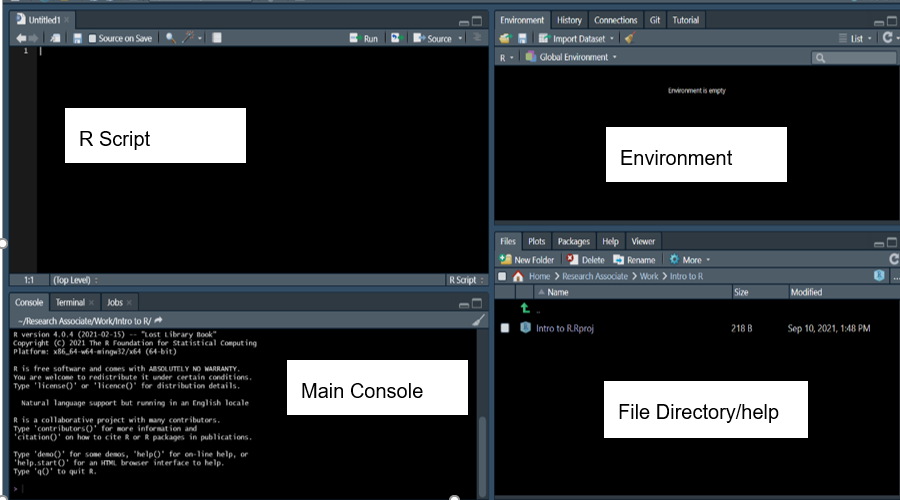 Untitled1
Source on Save
Run
Source
1
R Script
1:1
(Top Level)
R Script
Console
Terminal
Jobs
~/Research Associate/Work/Intro to R/
R version 4.0.4 (2021-02-15) -- "Lost Library Book"
Copyright (C) 2021 The R Foundation for Statistical Computing
Platform: x86_64-w64-mingw32/x64 (64-bit)
R is free software and comes with ABSOLUTELY NO WARRANTY.
You are welcome to redistribute it under certain conditions.
Type 'license()' or 'licence()' for distribution details.
Natural language support but running in an English locale
R is a collaborative project with many contributors.
Type 'contributors()' for more information and
'citation()' on how to cite R or R packages in publications.
Type 'demo()' for some demos, 'help()' for on-line help, or
'help.start()' for an HTML browser interface to help.
Type 'q()' to quit R.
>
Main Console
Environment
History
Connections
Git
Tutorial
Import Dataset
List
R
Global Environment
Environment is empty
Environment
Files
Plots
Packages
Help
Viewer
New Folder
Delete
Rename
More
Home
Research Associate
Work
Intro to R
...
Name
Size
Modified
..
Intro to R.Rproj
218 B
Sep 10, 2021, 1:48 PM
File Directory/help